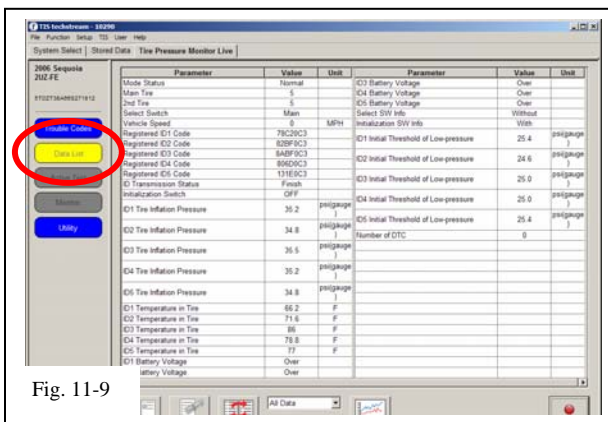 TIS techstream - 10290
File Function Setup TIS User Help
System Select Stored Data Tire Pressure Monitor Live
2006 Sequoia
2UZ-FE
Trouble Codes
Data List
Monitor
Utility
Parameter Value Unit
Mode Status Normal
Main Tire 5
2nd Tire 5
Select Switch Main
Vehicle Speed 0 MPH
Registered ID1 Code
Registered ID2 Code
Registered ID3 Code
Registered ID4 Code
Registered ID5 Code
ID Transmission Status Finish
Initialization Switch OFF
ID1 Tire Inflation Pressure 35.2 psi(gauge)
ID2 Tire Inflation Pressure 34.8 psi(gauge)
ID3 Tire Inflation Pressure 35.5 psi(gauge)
ID4 Tire Inflation Pressure 35.2 psi(gauge)
ID5 Tire Inflation Pressure 34.8 psi(gauge)
ID1 Temperature in Tire 66.2 F
ID2 Temperature in Tire 71.6 F
ID3 Temperature in Tire 86 F
ID4 Temperature in Tire 78.8 F
ID5 Temperature in Tire 77 F
ID1 Battery Voltage Over
Battery Voltage Over
Parameter Value Unit
ID3 Battery Voltage Over
ID4 Battery Voltage Over
ID5 Battery Voltage Over
Select SW Info Without
Initialization SW Info With
ID1 Initial Threshold of Low-pressure 25.4 psi(gauge)
ID2 Initial Threshold of Low-pressure 24.6 psi(gauge)
ID3 Initial Threshold of Low-pressure 25.0 psi(gauge)
ID4 Initial Threshold of Low-pressure 25.0 psi(gauge)
ID5 Initial Threshold of Low-pressure 25.4 psi(gauge)
Number of DTC 0
All Data
Fig. 11-9